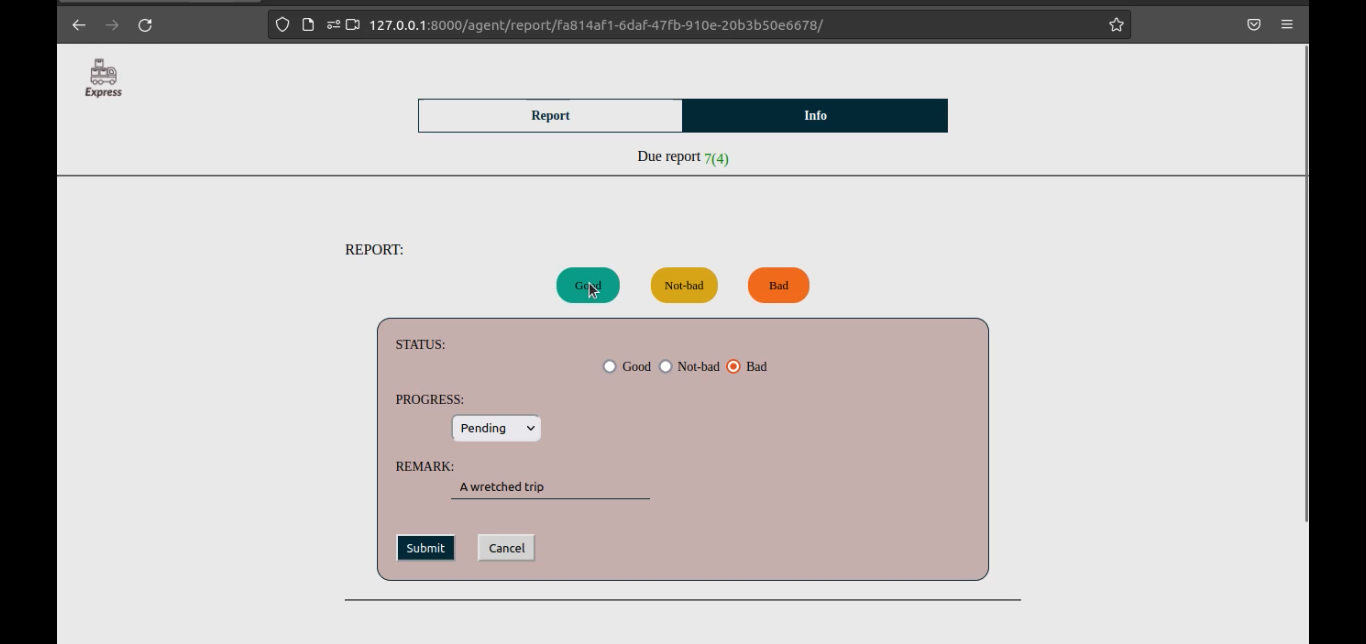 127.0.0.1:8000/agent/report/fa814af1-6daf-47fb-910e-20b3b50e6678/
Express
Report Info
Due report 7(4)
REPORT:
Good Not-bad Bad
STATUS:
Good Not-bad Bad
PROGRESS:
Pending
REMARK:
A wretched trip
Submit Cancel